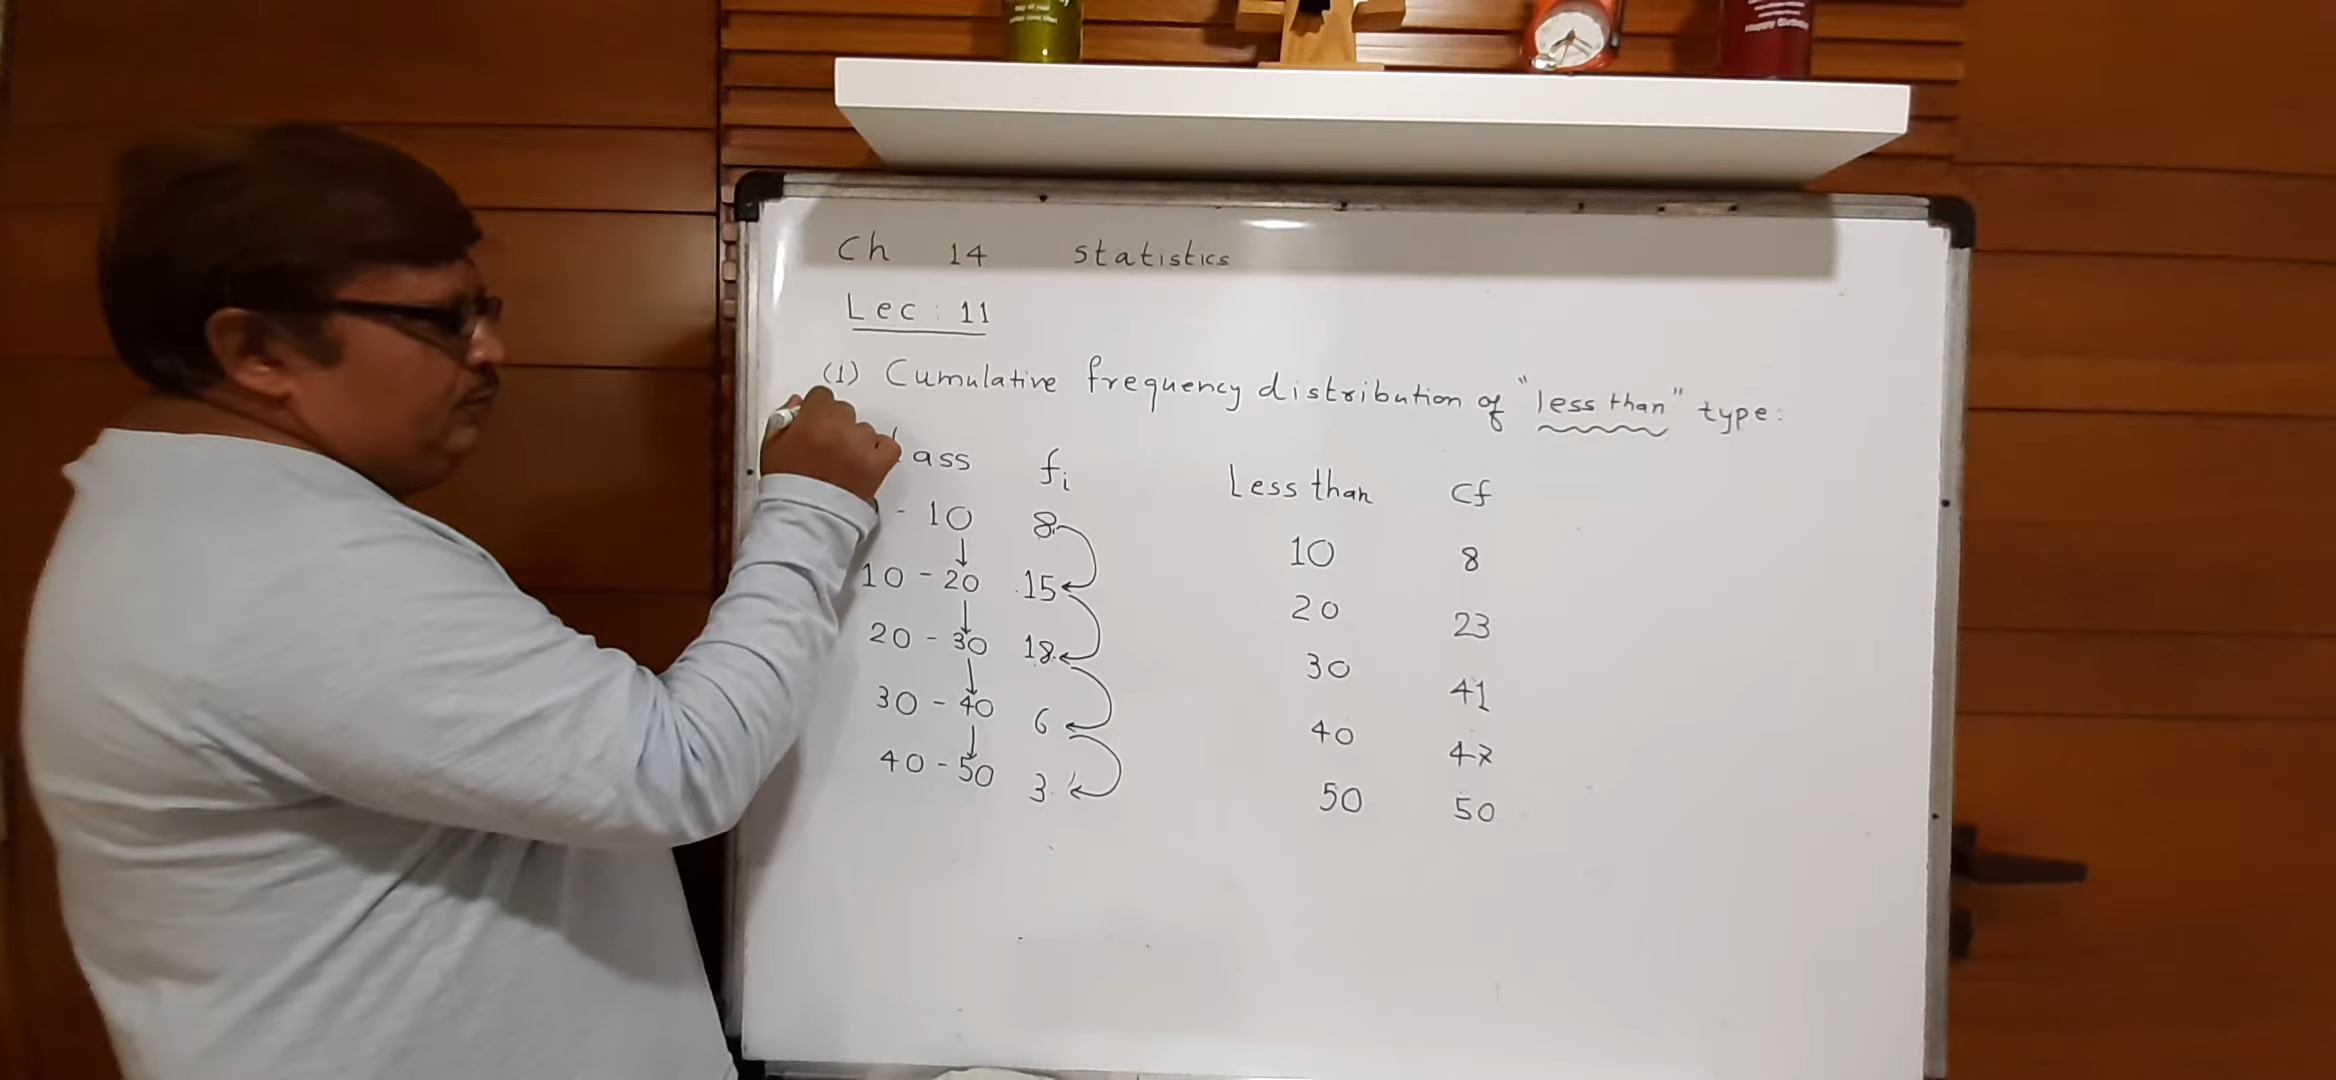 Ch 14 statistics
Lec : 11
(1) Cumulative frequency distribution of "less than" type:
ass fi Less than Cf
- 10 8 10 8
10 - 20 15 20 23
20 - 30 18 30 41
30 - 40 6 40 47
40 - 50 3 50 50